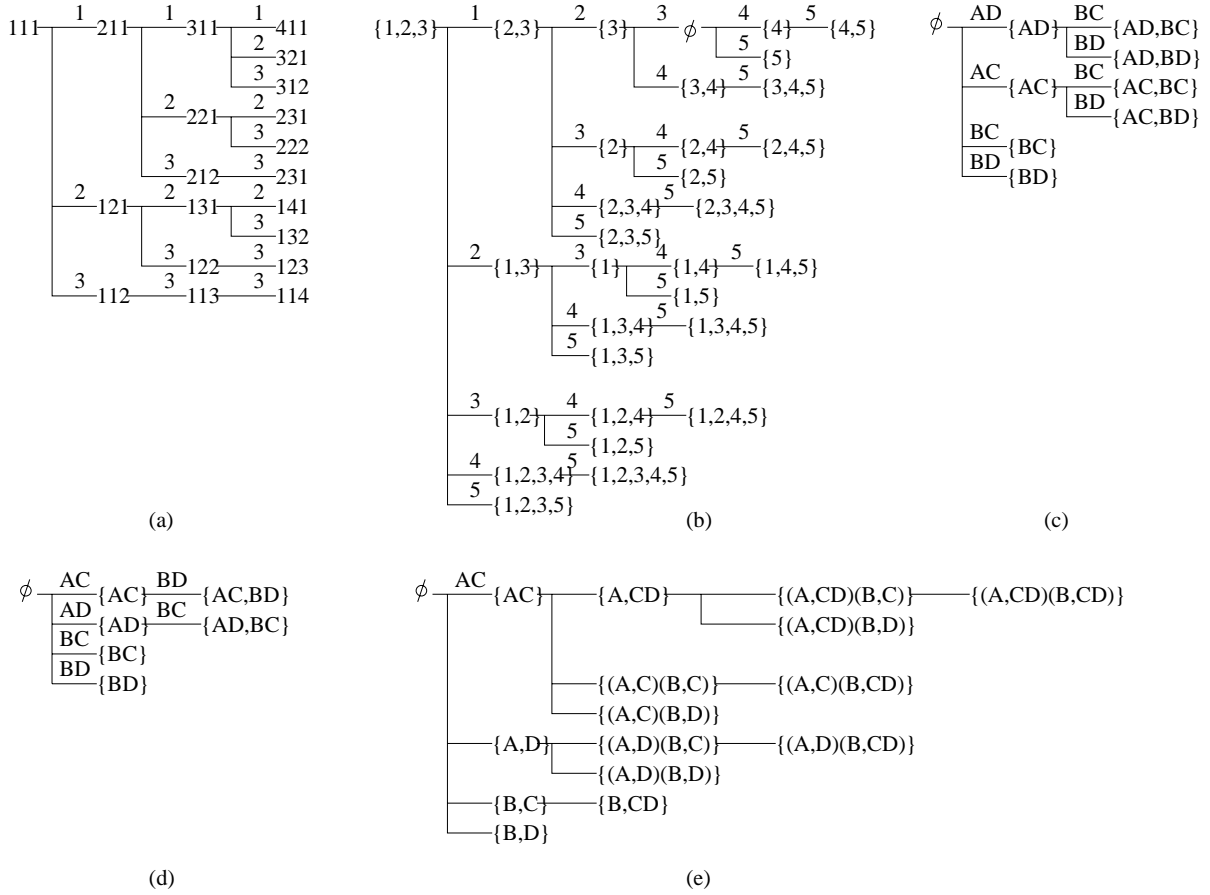 1 1 1
111 211 311 411
2
321
3
312
2 2
221 231
3
222
3 3
212 231
2 2 2
121 131 141
3
132
3 3
122 123
3 3 3
112 113 114
(a)
1 2 3 4 5
{1,2,3} {2,3} {3} ϕ {4} {4,5}
5
{5}
4 5
{3,4} {3,4,5}
3 4 5
{2} {2,4} {2,4,5}
5
{2,5}
4 5
{2,3,4} {2,3,4,5}
5
{2,3,5}
2 3 4 5
{1,3} {1} {1,4} {1,4,5}
5
{1,5}
4 5
{1,3,4} {1,3,4,5}
5
{1,3,5}
3 4 5
{1,2} {1,2,4} {1,2,4,5}
5
{1,2,5}
4 5
{1,2,3,4} {1,2,3,4,5}
5
{1,2,3,5}
(b)
AD BC
ϕ {AD} {AD,BC}
BD
{AD,BD}
AC BC
{AC} {AC,BC}
BD
{AC,BD}
BC
{BC}
BD
{BD}
(c)
AC BD
ϕ {AC} {AC,BD}
AD BC
{AD} {AD,BC}
BC
{BC}
BD
{BD}
(d)
AC
ϕ {AC} {A,CD} {(A,CD)(B,C)} {(A,CD)(B,CD)}
{(A,CD)(B,D)}
{(A,C)(B,C)} {(A,C)(B,CD)}
{(A,C)(B,D)}
{A,D} {(A,D)(B,C)} {(A,D)(B,CD)}
{(A,D)(B,D)}
{B,C} {B,CD}
{B,D}
(e)